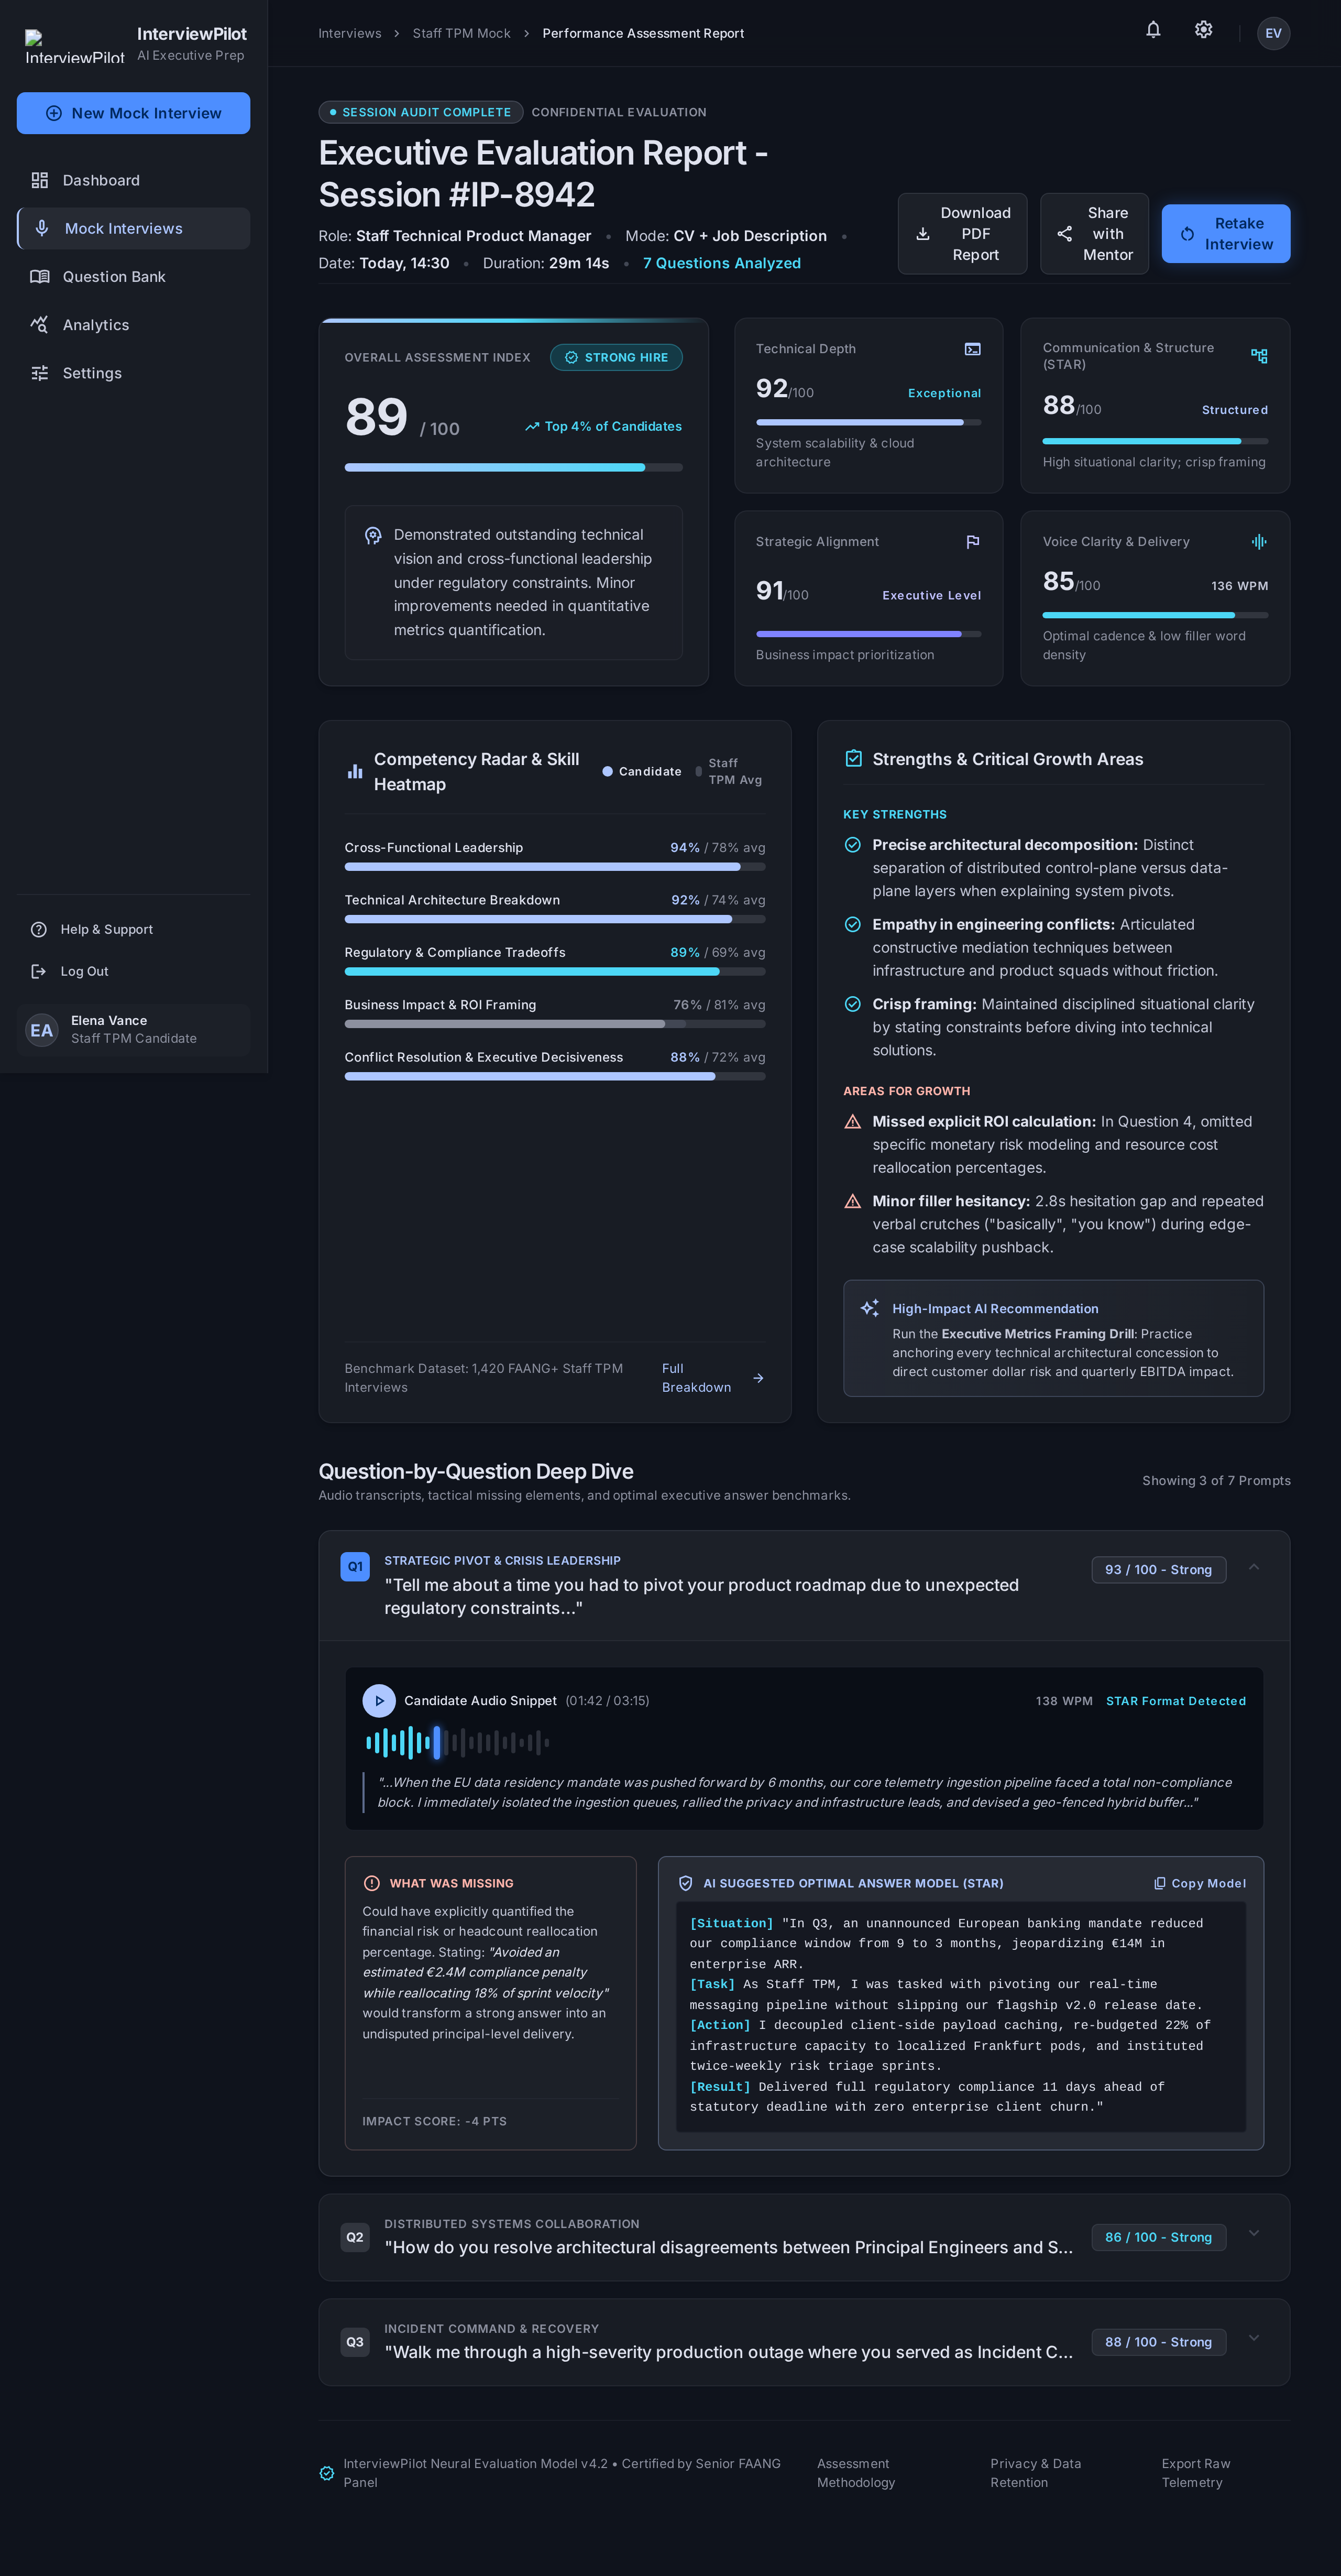 InterviewPilot
InterviewPilot
AI Executive Prep
New Mock Interview
Dashboard
Mock Interviews
Question Bank
Analytics
Settings
Help & Support
Log Out
EA
Elena Vance
Staff TPM Candidate
Interviews
Staff TPM Mock
Performance Assessment Report
EV
SESSION AUDIT COMPLETE
CONFIDENTIAL EVALUATION
Executive Evaluation Report -
Session #IP-8942
Role: Staff Technical Product Manager • Mode: CV + Job Description •
Date: Today, 14:30 • Duration: 29m 14s • 7 Questions Analyzed
Download
PDF
Report
Share
with
Mentor
Retake
Interview
OVERALL ASSESSMENT INDEX
STRONG HIRE
89 / 100
Top 4% of Candidates
Demonstrated outstanding technical
vision and cross-functional leadership
under regulatory constraints. Minor
improvements needed in quantitative
metrics quantification.
Technical Depth
92/100
Exceptional
System scalability & cloud
architecture
Communication & Structure
(STAR)
88/100
Structured
High situational clarity; crisp framing
Strategic Alignment
91/100
Executive Level
Business impact prioritization
Voice Clarity & Delivery
85/100
136 WPM
Optimal cadence & low filler word
density
Competency Radar & Skill
Heatmap
Candidate
Staff
TPM Avg
Cross-Functional Leadership
94% / 78% avg
Technical Architecture Breakdown
92% / 74% avg
Regulatory & Compliance Tradeoffs
89% / 69% avg
Business Impact & ROI Framing
76% / 81% avg
Conflict Resolution & Executive Decisiveness
88% / 72% avg
Benchmark Dataset: 1,420 FAANG+ Staff TPM
Interviews
Full
Breakdown
Strengths & Critical Growth Areas
KEY STRENGTHS
Precise architectural decomposition: Distinct
separation of distributed control-plane versus data-
plane layers when explaining system pivots.
Empathy in engineering conflicts: Articulated
constructive mediation techniques between
infrastructure and product squads without friction.
Crisp framing: Maintained disciplined situational clarity
by stating constraints before diving into technical
solutions.
AREAS FOR GROWTH
Missed explicit ROI calculation: In Question 4, omitted
specific monetary risk modeling and resource cost
reallocation percentages.
Minor filler hesitancy: 2.8s hesitation gap and repeated
verbal crutches ("basically", "you know") during edge-
case scalability pushback.
High-Impact AI Recommendation
Run the Executive Metrics Framing Drill: Practice
anchoring every technical architectural concession to
direct customer dollar risk and quarterly EBITDA impact.
Question-by-Question Deep Dive
Audio transcripts, tactical missing elements, and optimal executive answer benchmarks.
Showing 3 of 7 Prompts
Q1
STRATEGIC PIVOT & CRISIS LEADERSHIP
"Tell me about a time you had to pivot your product roadmap due to unexpected
regulatory constraints..."
93 / 100 - Strong
Candidate Audio Snippet (01:42 / 03:15)
138 WPM
STAR Format Detected
"...When the EU data residency mandate was pushed forward by 6 months, our core telemetry ingestion pipeline faced a total non-compliance
block. I immediately isolated the ingestion queues, rallied the privacy and infrastructure leads, and devised a geo-fenced hybrid buffer..."
WHAT WAS MISSING
Could have explicitly quantified the
financial risk or headcount reallocation
percentage. Stating: "Avoided an
estimated €2.4M compliance penalty
while reallocating 18% of sprint velocity"
would transform a strong answer into an
undisputed principal-level delivery.
IMPACT SCORE: -4 PTS
AI SUGGESTED OPTIMAL ANSWER MODEL (STAR)
Copy Model
[Situation] "In Q3, an unannounced European banking mandate reduced
our compliance window from 9 to 3 months, jeopardizing €14M in
enterprise ARR.
[Task] As Staff TPM, I was tasked with pivoting our real-time
messaging pipeline without slipping our flagship v2.0 release date.
[Action] I decoupled client-side payload caching, re-budgeted 22% of
infrastructure capacity to localized Frankfurt pods, and instituted
twice-weekly risk triage sprints.
[Result] Delivered full regulatory compliance 11 days ahead of
statutory deadline with zero enterprise client churn."
Q2
DISTRIBUTED SYSTEMS COLLABORATION
"How do you resolve architectural disagreements between Principal Engineers and S...
86 / 100 - Strong
Q3
INCIDENT COMMAND & RECOVERY
"Walk me through a high-severity production outage where you served as Incident C...
88 / 100 - Strong
InterviewPilot Neural Evaluation Model v4.2 • Certified by Senior FAANG
Panel
Assessment
Methodology
Privacy & Data
Retention
Export Raw
Telemetry